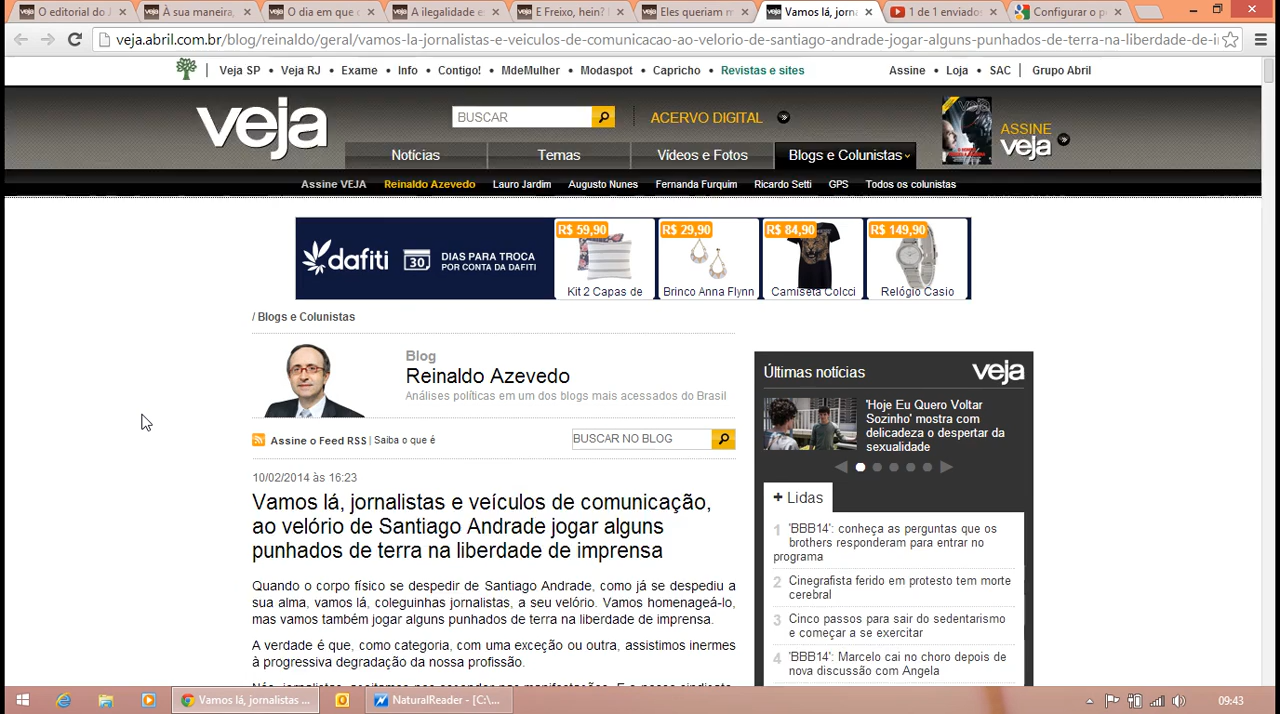 O editorial do J
À sua maneira,
O dia em que o
A ilegalidade e
E Freixo, hein?
Eles queriam m
Vamos lá, jorna
1 de 1 enviados
Configurar o p
veja.abril.com.br/blog/reinaldo/geral/vamos-la-jornalistas-e-veiculos-de-comunicacao-ao-velorio-de-santiago-andrade-jogar-alguns-punhados-de-terra-na-liberdade-de-i
Veja SP • Veja RJ • Exame • Info • Contigo! • MdeMulher • Modaspot • Capricho • Revistas e sites
Assine • Loja • SAC | Grupo Abril
veja
BUSCAR
ACERVO DIGITAL
ASSINE
veja
Notícias
Temas
Vídeos e Fotos
Blogs e Colunistas
Assine VEJA Reinaldo Azevedo Lauro Jardim Augusto Nunes Fernanda Furquim Ricardo Setti GPS Todos os colunistas
dafiti
30
DIAS PARA TROCA
POR CONTA DA DAFITI
R$ 59,90
Kit 2 Capas de
R$ 29,90
Brinco Anna Flynn
R$ 84,90
Camiseta Colcci
R$ 149,90
Relógio Casio
/ Blogs e Colunistas
Blog
Reinaldo Azevedo
Análises políticas em um dos blogs mais acessados do Brasil
Assine o Feed RSS | Saiba o que é
BUSCAR NO BLOG
10/02/2014 às 16:23
Vamos lá, jornalistas e veículos de comunicação,
ao velório de Santiago Andrade jogar alguns
punhados de terra na liberdade de imprensa
Quando o corpo físico se despedir de Santiago Andrade, como já se despediu a
sua alma, vamos lá, coleguinhas jornalistas, a seu velório. Vamos homenageá-lo,
mas vamos também jogar alguns punhados de terra na liberdade de imprensa.
A verdade é que, como categoria, com uma exceção ou outra, assistimos inermes
à progressiva degradação da nossa profissão.
Últimas notícias
veja
'Hoje Eu Quero Voltar
Sozinho' mostra com
delicadeza o despertar da
sexualidade
+ Lidas
1 'BBB14': conheça as perguntas que os
brothers responderam para entrar no
programa
2 Cinegrafista ferido em protesto tem morte
cerebral
3 Cinco passos para sair do sedentarismo
e começar a se exercitar
4 'BBB14': Marcelo cai no choro depois de
nova discussão com Angela
Vamos lá, jornalistas ...
NaturalReader - [C:\...
09:43